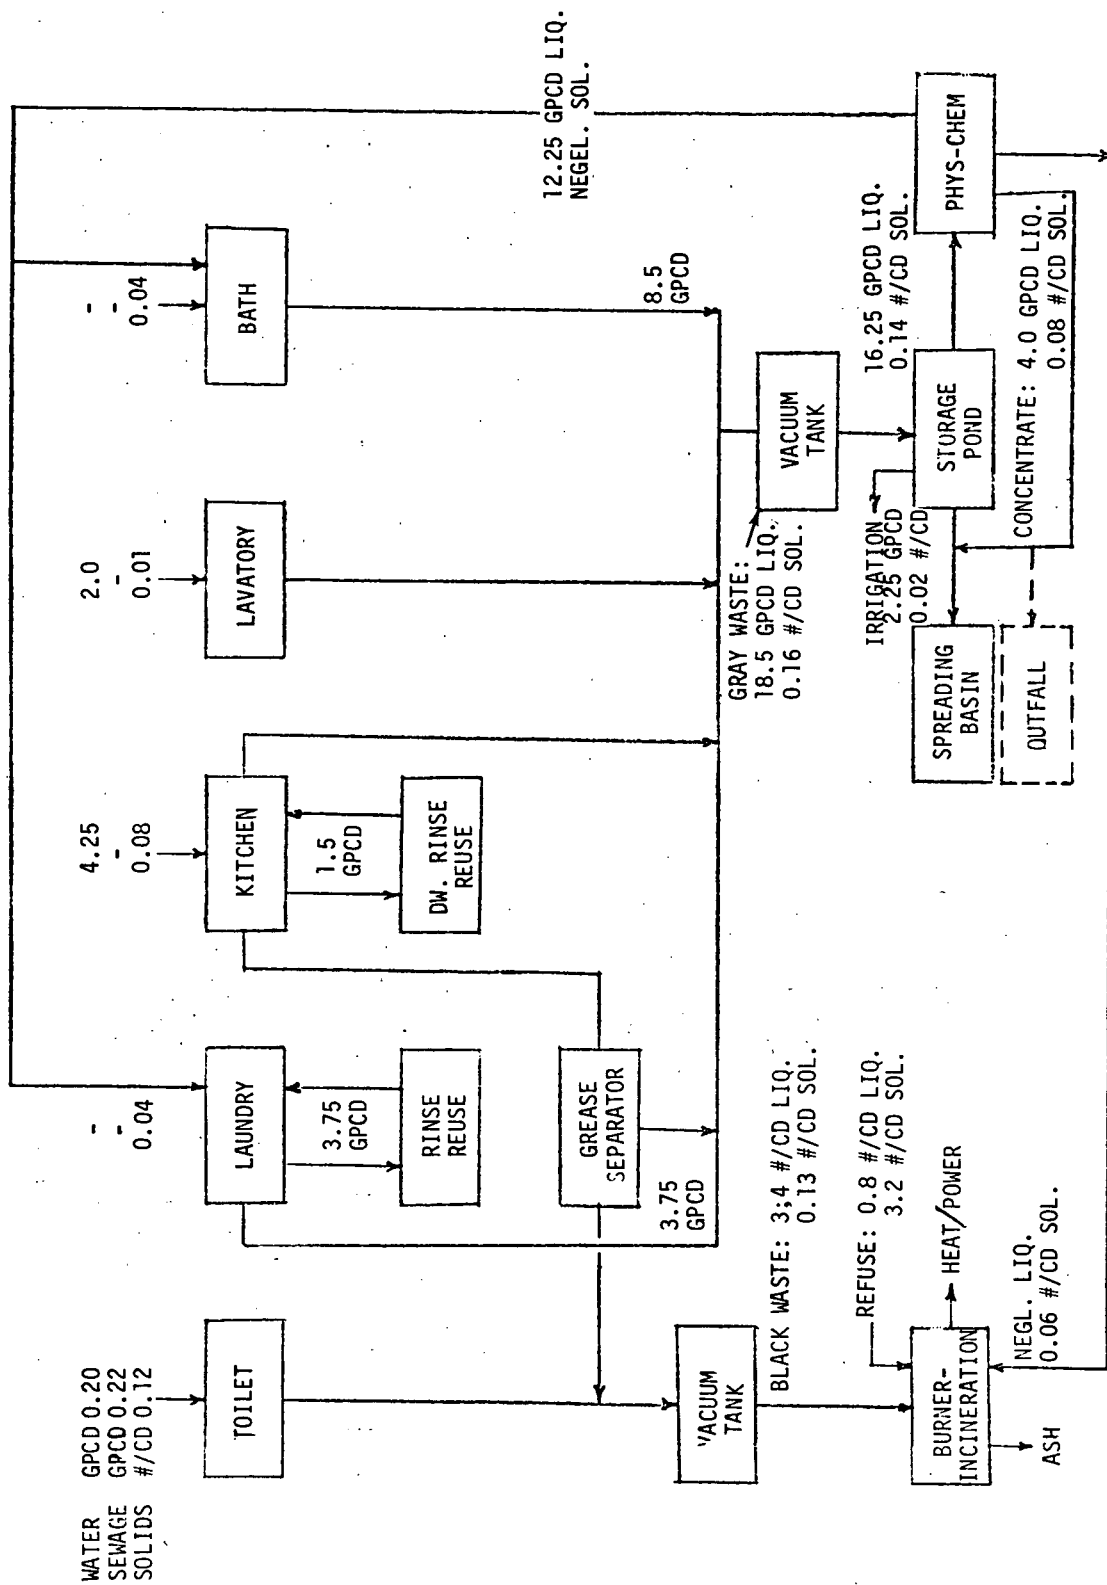 WATER GPCD 0.20
SEWAGE GPCD 0.22
SOLIDS #/CD 0.12
-
-
0.04
4.25
-
0.08
2.0
-
0.01
-
-
0.04
TOILET
LAUNDRY
KITCHEN
LAVATORY
BATH
3.75
GPCD
1.5
GPCD
RINSE
REUSE
DW. RINSE
REUSE
12.25 GPCD LIQ.
NEGEL. SOL.
GREASE
SEPARATOR
3.75
GPCD
8.5
GPCD
VACUUM
TANK
GRAY WASTE:
18.5 GPCD LIQ.
0.16 #/CD SOL.
VACUUM
TANK
BLACK WASTE: 3;4 #/CD LIQ.
0.13 #/CD SOL.
REFUSE: 0.8 #/CD LIQ.
3.2 #/CD SOL.
IRRIGATION
2.25 GPCD
0.02 #/CD
16.25 GPCD LIQ.
0.14 #/CD SOL.
BURNER-
INCINERATION
HEAT/POWER
SPREADING
BASIN
STORAGE
POND
PHYS-CHEM
ASH
NEGL. LIQ.
0.06 #/CD SOL.
OUTFALL
CONCENTRATE: 4.0 GPCD LIQ.
0.08 #/CD SOL.